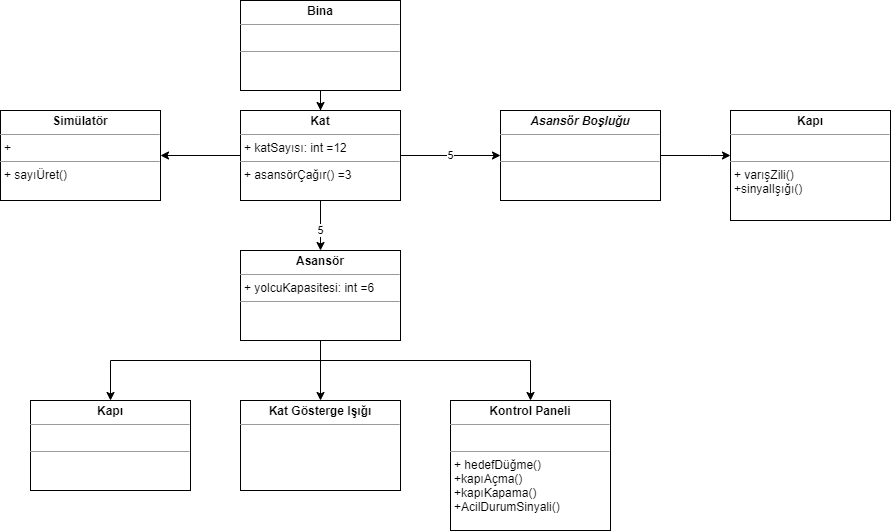 Bina
Simülatör
+
+ sayıÜret()
Kat
+ katSayısı: int =12
+ asansörÇağır() =3
5
Asansör Boşluğu
Kapı
+ varışZili()
+sinyalIşığı()
5
Asansör
+ yolcuKapasitesi: int =6
Kapı
Kat Gösterge Işığı
Kontrol Paneli
+ hedefDüğme()
+kapıAçma()
+kapıKapama()
+AcilDurumSinyali()